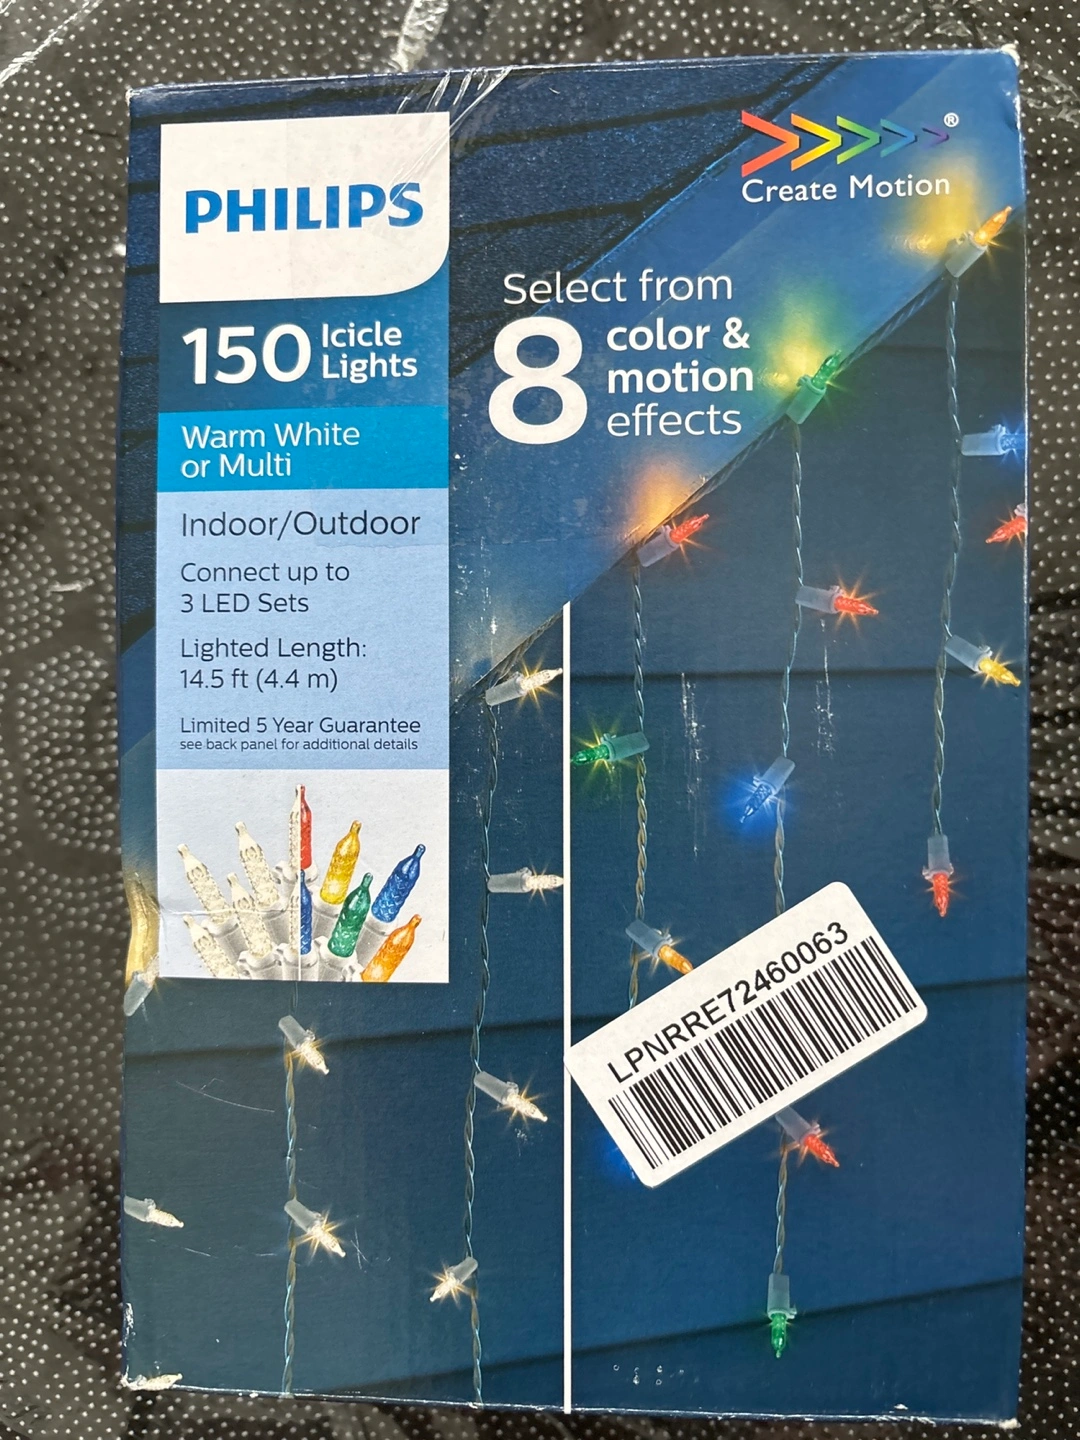 PHILIPS
150 Icicle
Lights
Warm White
or Multi
Indoor/Outdoor
Connect up to
3 LED Sets
Lighted Length:
14.5 ft (4.4 m)
Limited 5 Year Guarantee
see back panel for additional details
®
Create Motion
Select from
8 color &
motion
effects
LPNRRE72460063